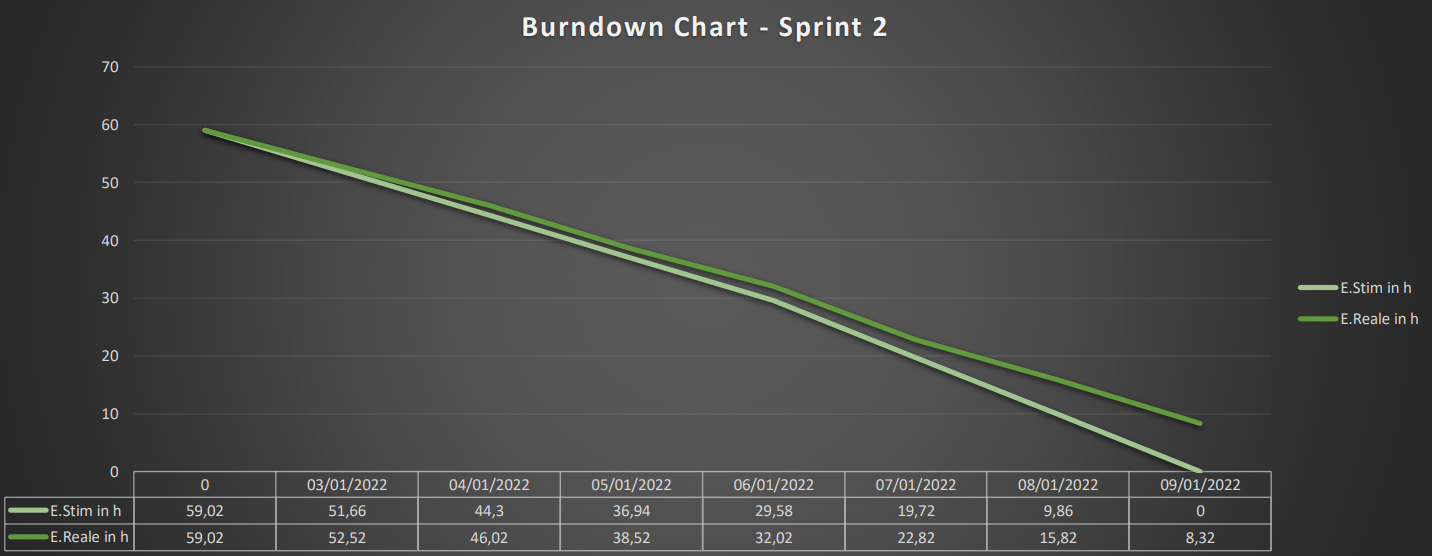 Burndown Chart - Sprint 2
70
60
50
40
30
20
10
0
E.Stim in h
E.Reale in h
0 03/01/2022 04/01/2022 05/01/2022 06/01/2022 07/01/2022 08/01/2022 09/01/2022
E.Stim in h 59,02 51,66 44,3 36,94 29,58 19,72 9,86 0
E.Reale in h 59,02 52,52 46,02 38,52 32,02 22,82 15,82 8,32